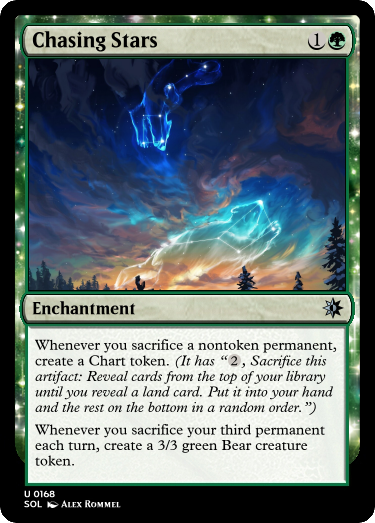 Chasing Stars 1
Enchantment
Whenever you sacrifice a nontoken permanent,
create a Chart token. (It has “2, Sacrifice this
artifact: Reveal cards from the top of your library
until you reveal a land card. Put it into your hand
and the rest on the bottom in a random order.”)
Whenever you sacrifice your third permanent
each turn, create a 3/3 green Bear creature
token.
U 0168
SOL Alex Rommel